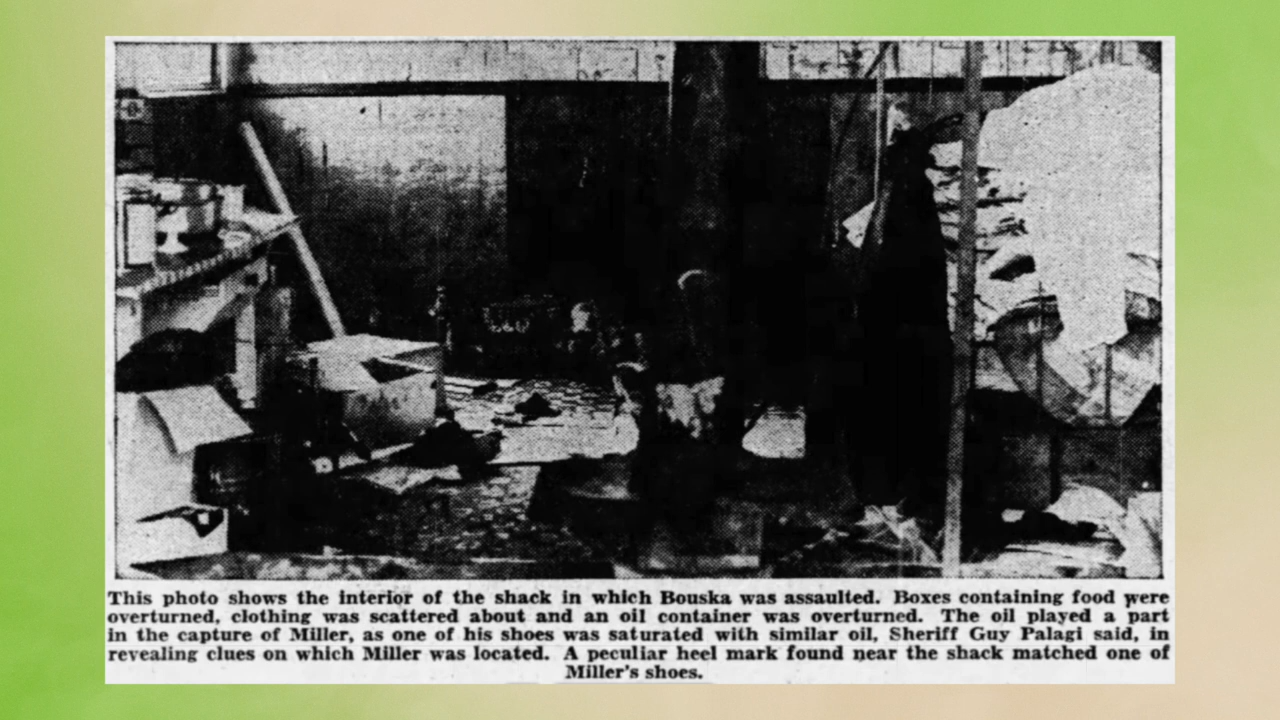 This photo shows the interior of the shack in which Bouska was assaulted. Boxes containing food were
overturned, clothing was scattered about and an oil container was overturned. The oil played a part
in the capture of Miller, as one of his shoes was saturated with similar oil, Sheriff Guy Palagi said, in
revealing clues on which Miller was located. A peculiar heel mark found near the shack matched one of
Miller's shoes.